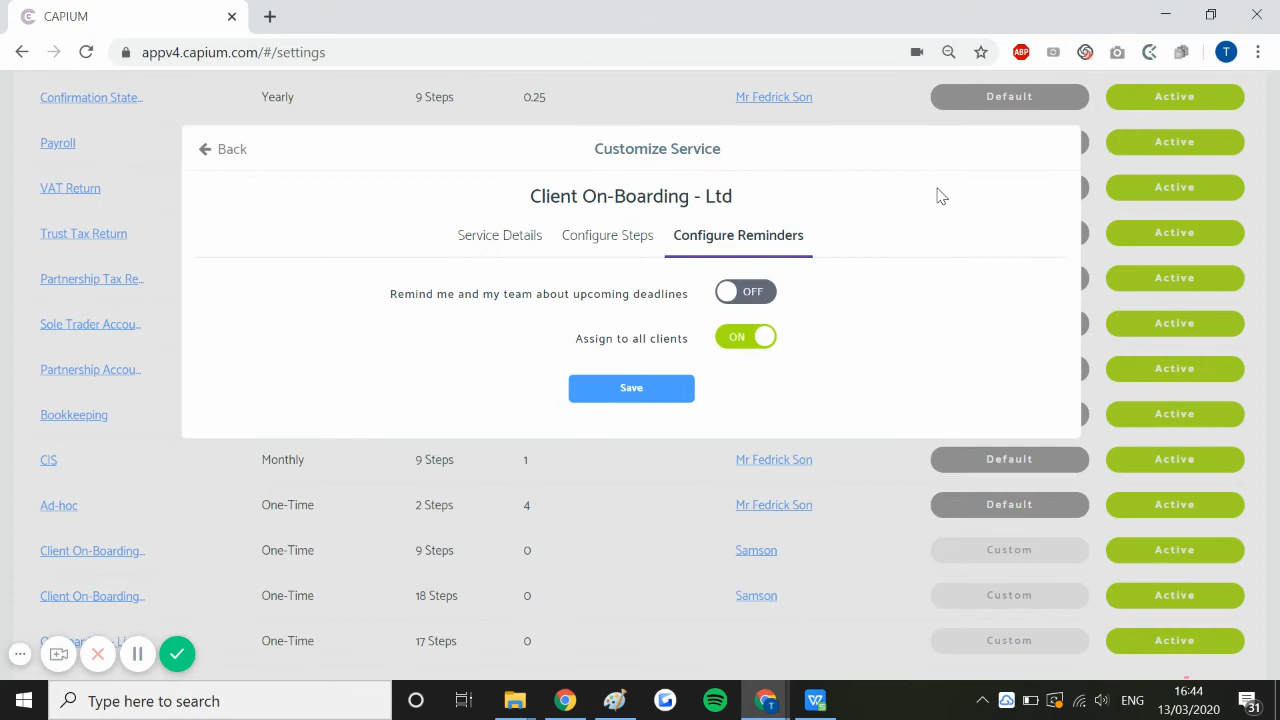 CAPIUM
appv4.capium.com/#/settings
ABP
T
Confirmation State... Yearly 9 Steps 0.25 Mr Fedrick Son Default Active
Back Customize Service
Payroll Active
VAT Return Active
Client On-Boarding - Ltd
Trust Tax Return Active
Service Details Configure Steps Configure Reminders
Partnership Tax Re... Active
Remind me and my team about upcoming deadlines OFF
Sole Trader Accou... Active
Assign to all clients ON
Partnership Accou... Active
Save
Bookkeeping Active
CIS Monthly 9 Steps 1 Mr Fedrick Son Default Active
Ad-hoc One-Time 2 Steps 4 Mr Fedrick Son Default Active
Client On-Boarding... One-Time 9 Steps 0 Samson Custom Active
Client On-Boarding... One-Time 18 Steps 0 Samson Custom Active
One-Time 17 Steps 0 Custom Active
Type here to search
T
ENG
16:44
13/03/2020
31